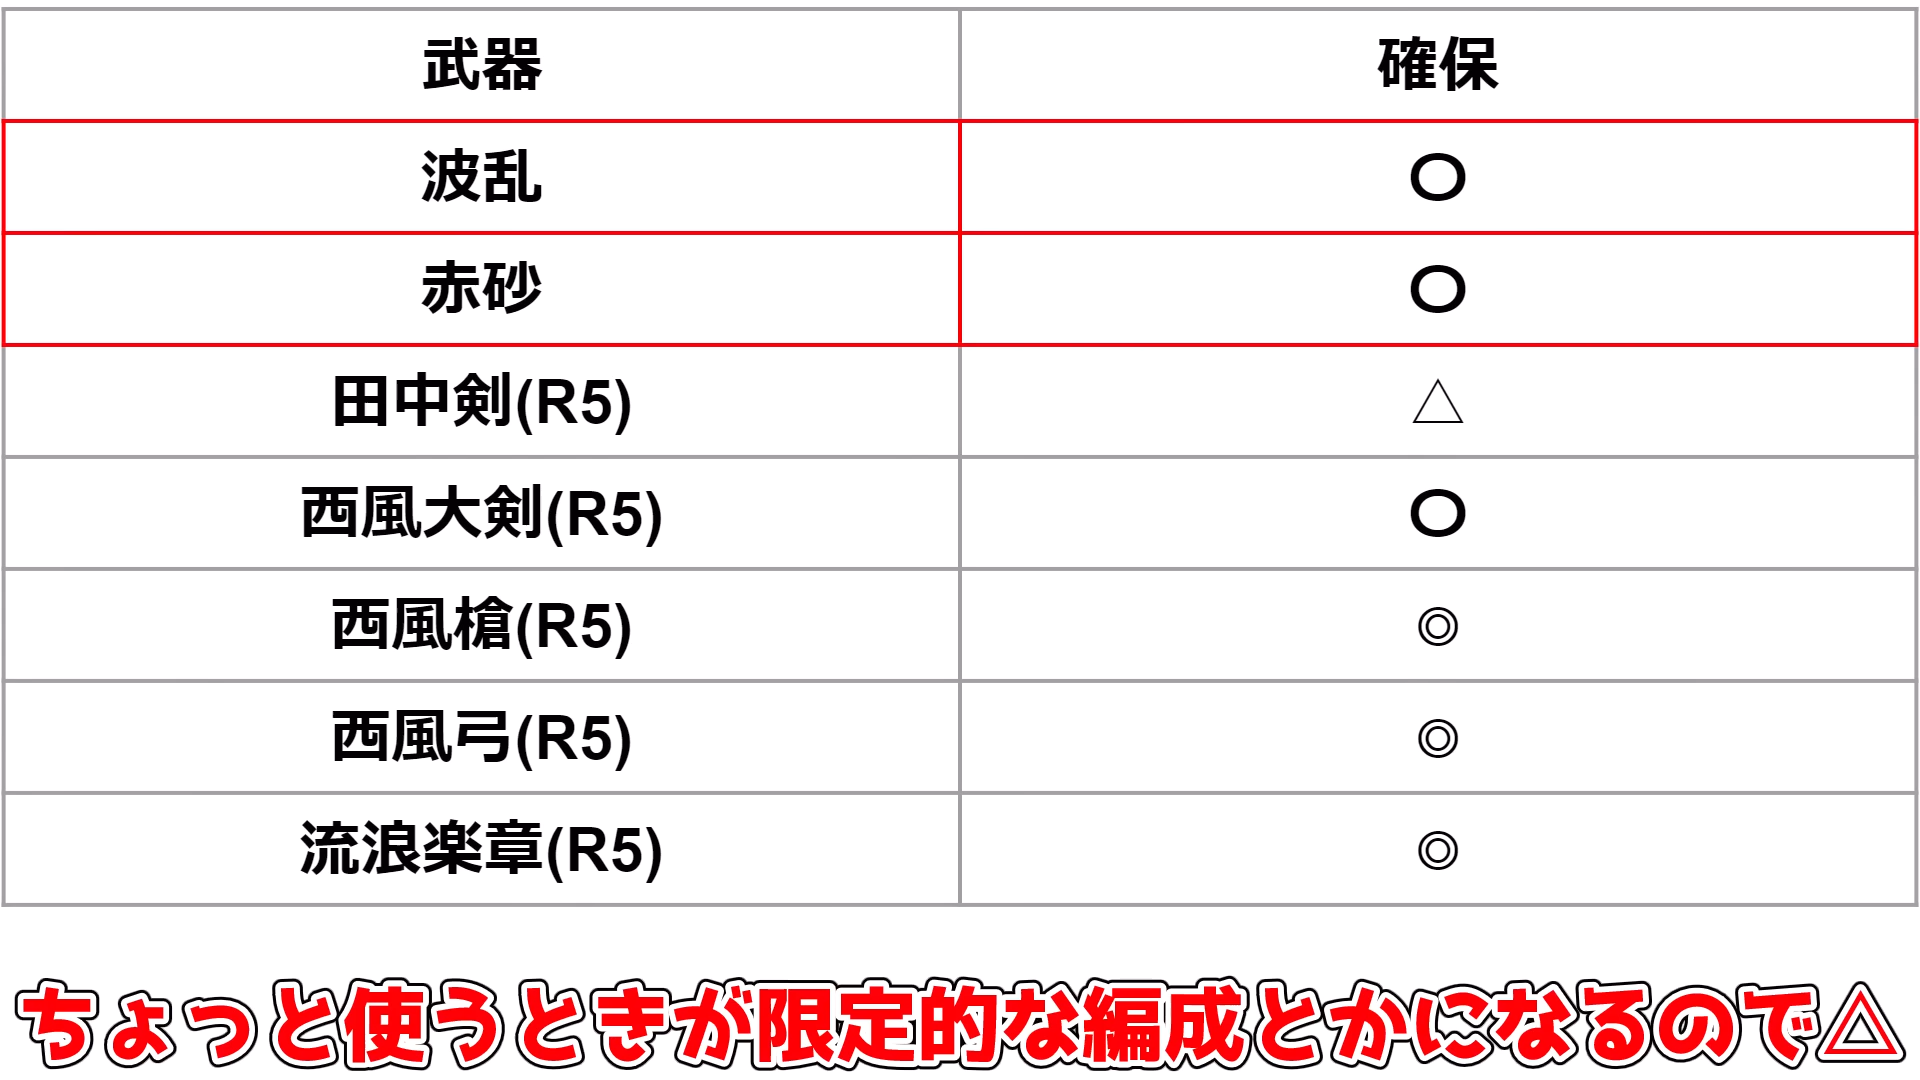 武器 確保
波乱 〇
赤砂 〇
田中剣(R5) △
西風大剣(R5) 〇
西風槍(R5) ◎
西風弓(R5) ◎
流浪楽章(R5) ◎
ちょっと使うときが限定的な編成とかになるので△